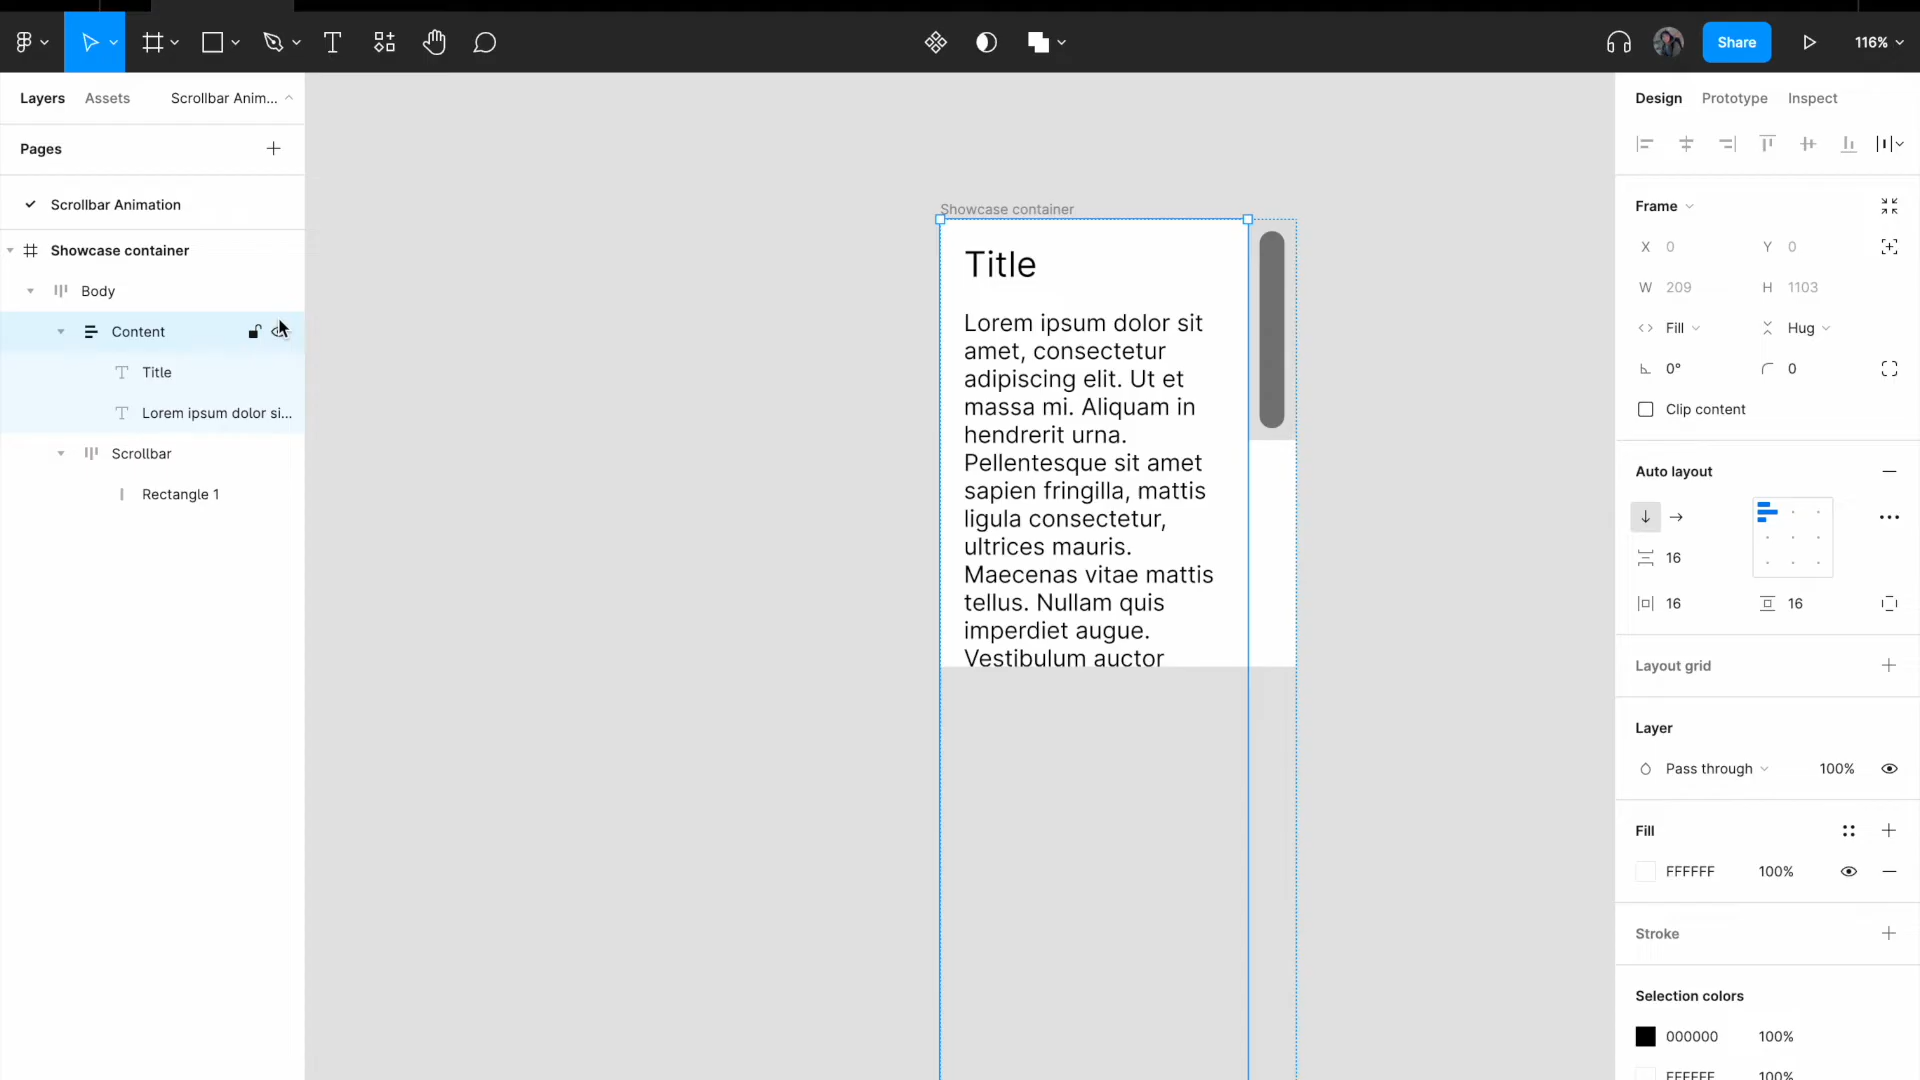 Share
116%
Layers
Assets
Scrollbar Anim...
Pages
Scrollbar Animation
Showcase container
Body
Content
Title
Lorem ipsum dolor si...
Scrollbar
Rectangle 1
Showcase container
Title
Lorem ipsum dolor sit
amet, consectetur
adipiscing elit. Ut et
massa mi. Aliquam in
hendrerit urna.
Pellentesque sit amet
sapien fringilla, mattis
ligula consectetur,
ultrices mauris.
Maecenas vitae mattis
tellus. Nullam quis
imperdiet augue.
Vestibulum auctor
Design
Prototype
Inspect
Frame
X 0
Y 0
W 209
H 1103
Fill
Hug
0°
0
Clip content
Auto layout
16
16
16
Layout grid
Layer
Pass through
100%
Fill
FFFFFF
100%
Stroke
Selection colors
000000
100%
FFFFFF
100%